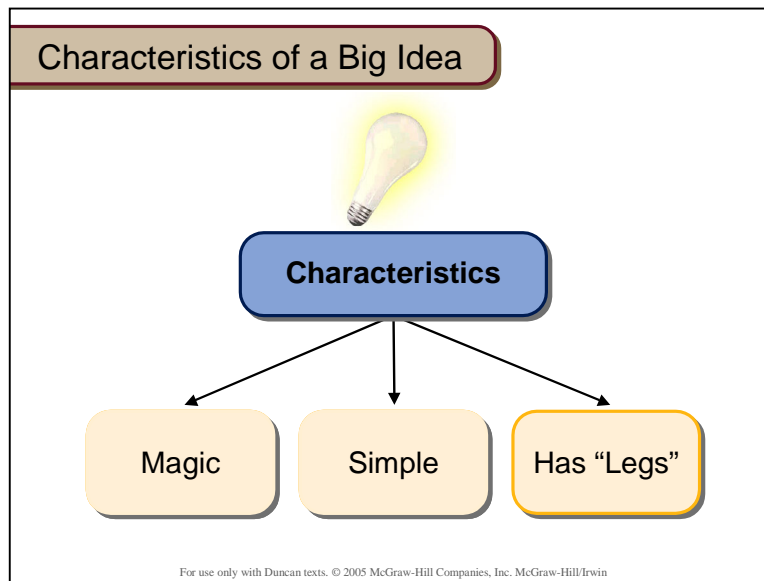 Characteristics of a Big Idea
Characteristics
Magic
Simple
Has “Legs”
For use only with Duncan texts. © 2005 McGraw-Hill Companies, Inc. McGraw-Hill/Irwin